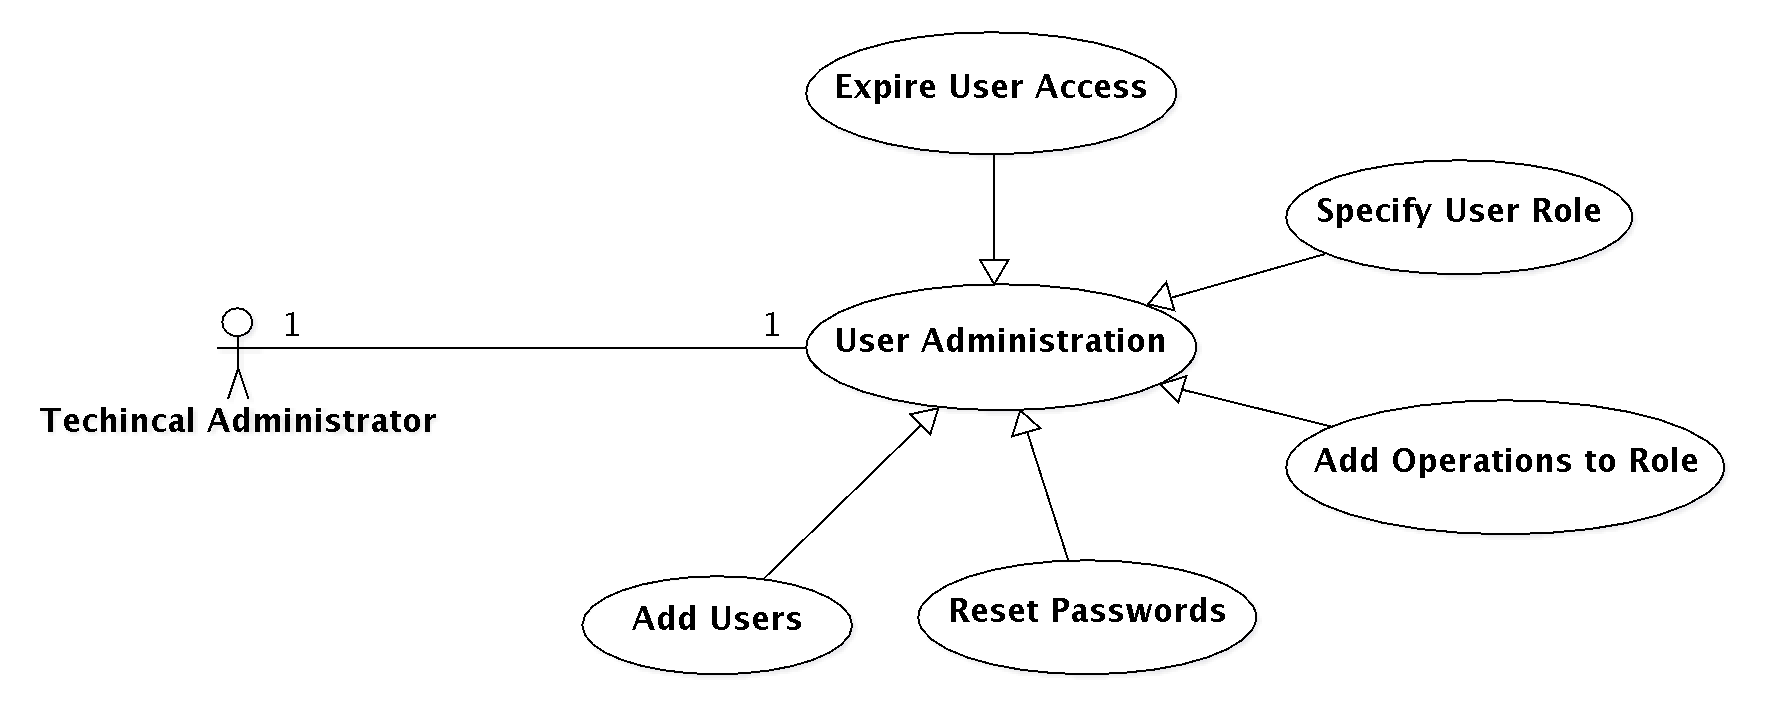 Expire User Access
Specify User Role
1
1
User Administration
Techincal Administrator
Add Operations to Role
Add Users
Reset Passwords